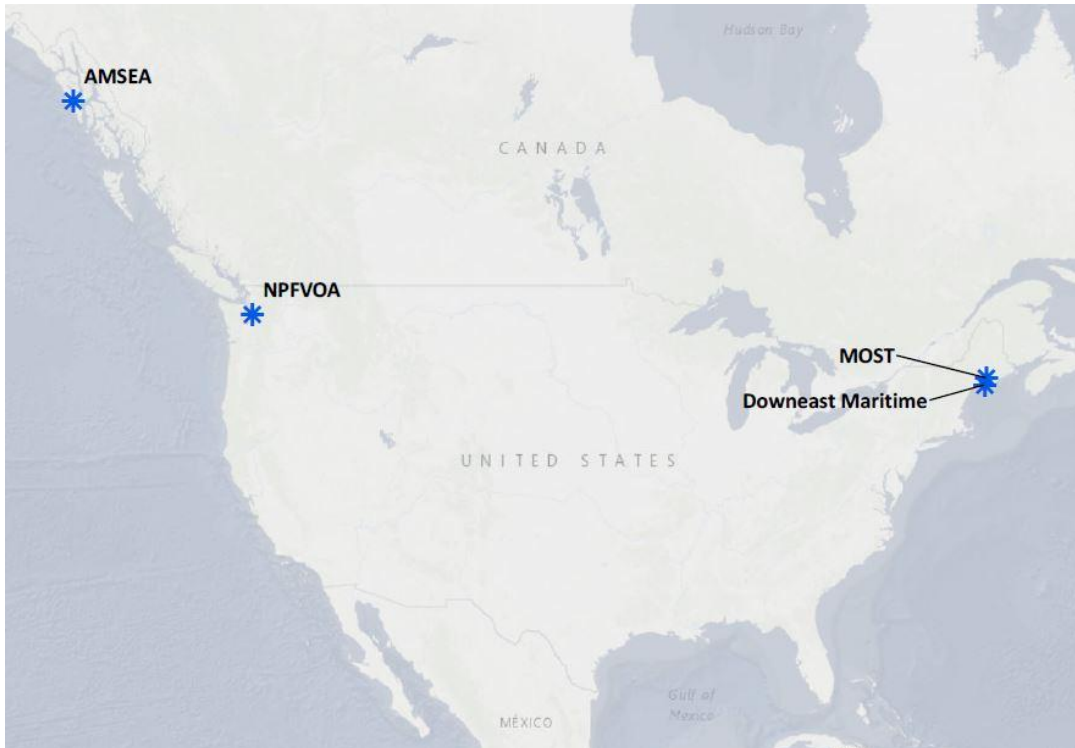 Hudson Bay
AMSEA
CANADA
NPFVOA
MOST
Downeast Maritime
UNITED STATES
Gulf of
Mexico
MÉXICO